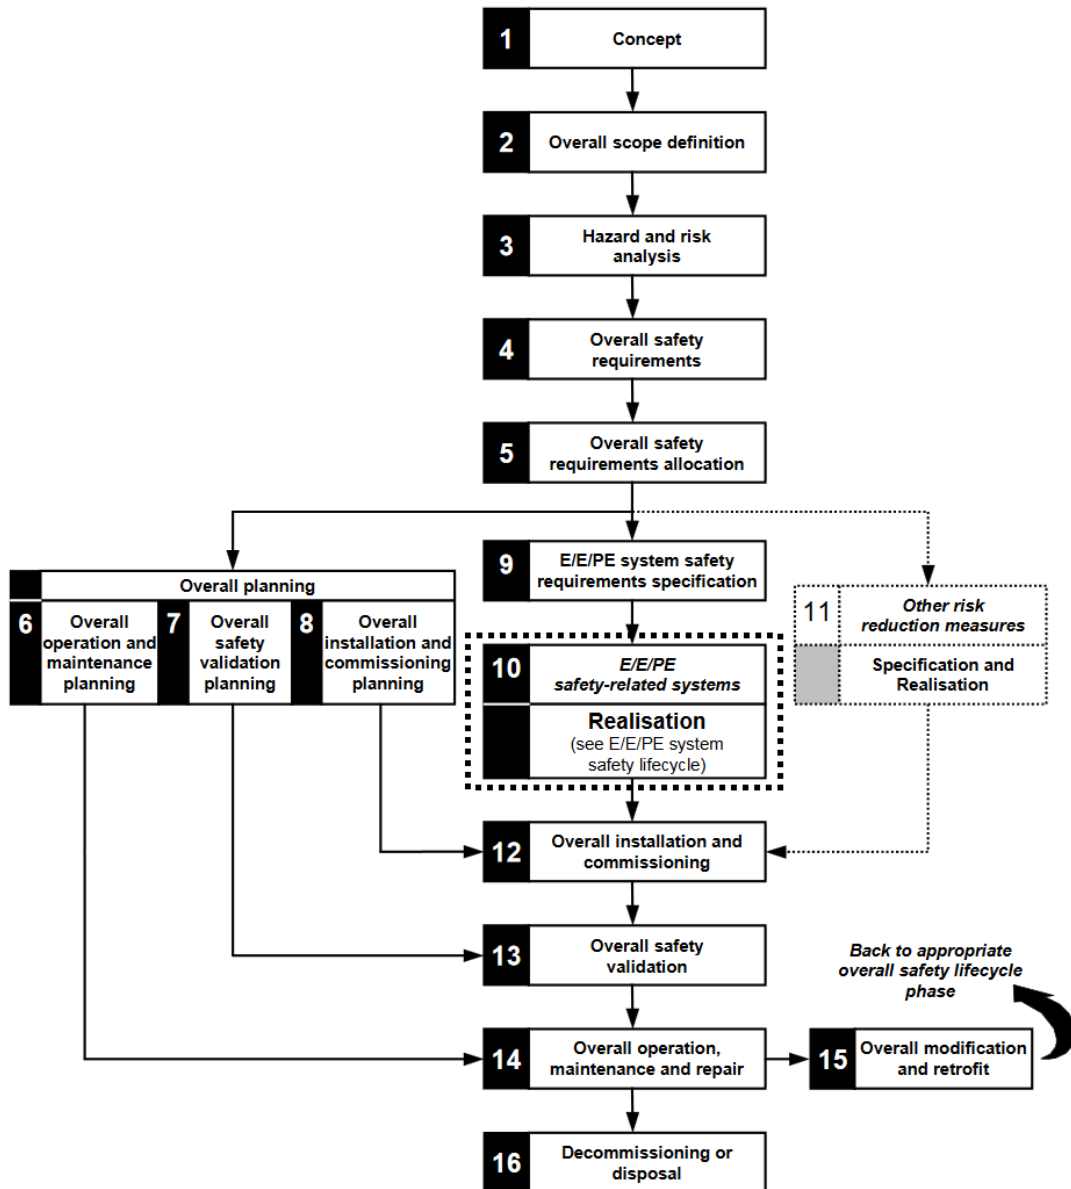 1
Concept
2
Overall scope definition
3
Hazard and risk
analysis
4
Overall safety
requirements
5
Overall safety
requirements allocation
Overall planning
6
Overall
operation and
maintenance
planning
7
Overall
safety
validation
planning
8
Overall
installation and
commissioning
planning
9
E/E/PE system safety
requirements specification
10
E/E/PE
safety-related systems
Realisation
(see E/E/PE system
safety lifecycle)
11
Other risk
reduction measures
Specification and
Realisation
12
Overall installation and
commissioning
13
Overall safety
validation
Back to appropriate
overall safety lifecycle
phase
14
Overall operation,
maintenance and repair
15
Overall modification
and retrofit
16
Decommissioning or
disposal